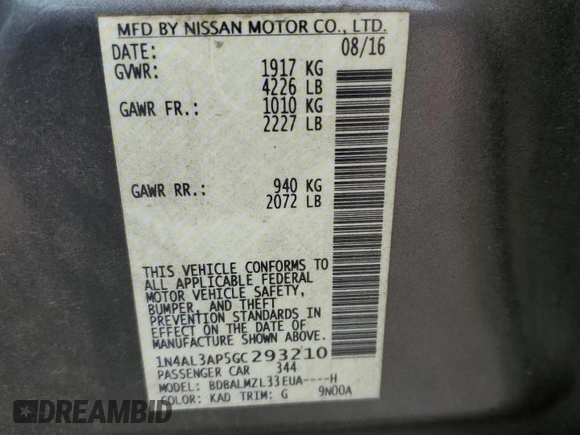 MFD BY NISSAN MOTOR CO., LTD.
DATE: 08/16
GVWR: 1917 KG
4226 LB
GAWR FR.: 1010 KG
2227 LB
GAWR RR.: 940 KG
2072 LB
THIS VEHICLE CONFORMS TO
ALL APPLICABLE FEDERAL
MOTOR VEHICLE SAFETY,
BUMPER, AND THEFT
PREVENTION STANDARDS IN
EFFECT ON THE DATE OF
MANUFACTURE SHOWN ABOVE.
1N4AL3AP5GC293210
PASSENGER CAR 344
MODEL: BDBALMZL33EUA----H
COLOR: KAD TRIM: G 9N00A
DREAMBID